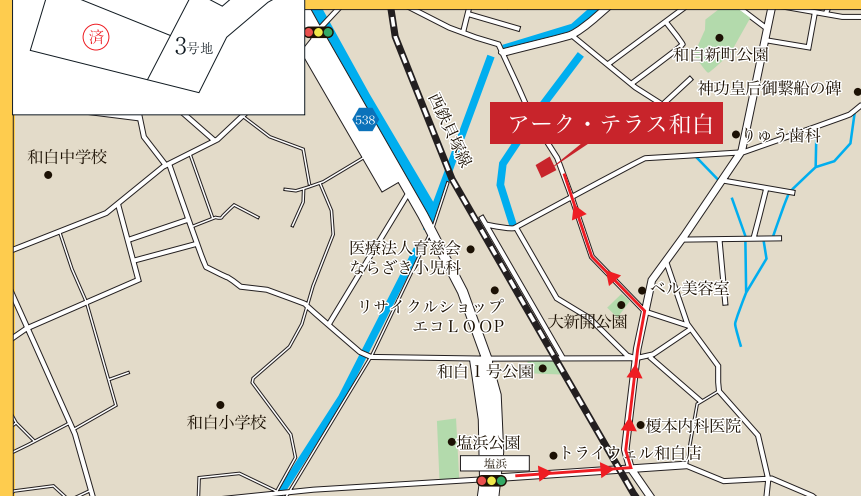 済
3号地
538
西鉄貝塚線
和白新町公園
神功皇后御繋船の碑
アーク・テラス和白
りゅう歯科
和白中学校
医療法人育慈会
ならざき小児科
ベル美容室
リサイクルショップ
エコＬＯＯＰ
大新開公園
和白１号公園
和白小学校
榎本内科医院
塩浜公園
トライウェル和白店
塩浜